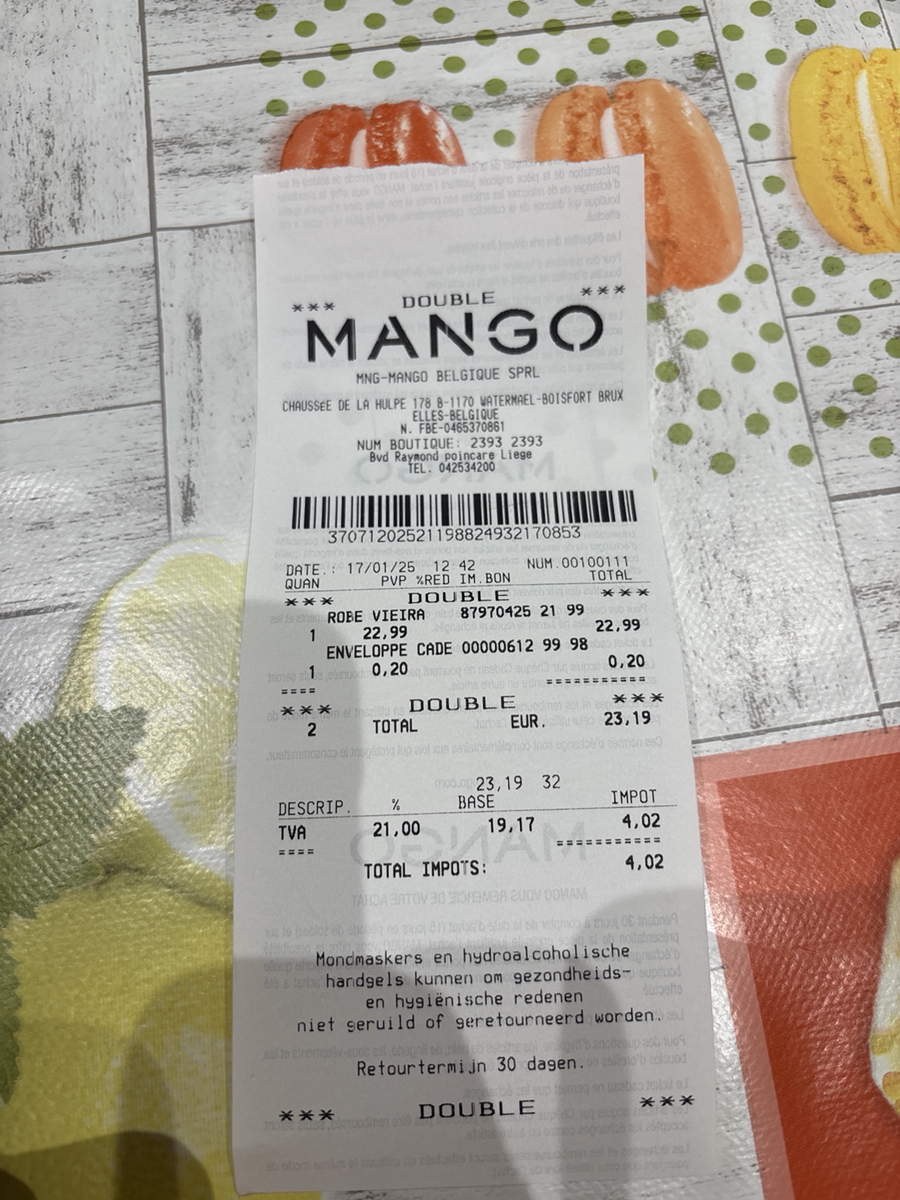 *** DOUBLE ***
MANGO
MNG-MANGO BELGIQUE SPRL
CHAUSSEE DE LA HULPE 178 B-1170 WATERMAEL-BOISFORT BRUX
ELLES-BELGIQUE
N. FBE-0465370861
NUM BOUTIQUE: 2393 2393
Bvd Raymond poincare Liege
TEL. 042534200
37071202521198824932170853
DATE.: 17/01/25 12:42 NUM.00100111
QUAN PVP %RED IM.BON TOTAL
*** DOUBLE ***
ROBE VIEIRA 87970425 21 99
1 22,99 22,99
ENVELOPPE CADE 00000612 99 98
1 0,20 0,20
==== ===========
*** DOUBLE ***
2 TOTAL EUR. 23,19
23,19 32
DESCRIP. % BASE IMPOT
TVA 21,00 19,17 4,02
==== ===========
TOTAL IMPOTS: 4,02
Mondmaskers en hydroalcoholische
handgels kunnen om gezondheids-
en hygiënische redenen
niet geruild of geretourneerd worden.
Retourtermijn 30 dagen.
*** DOUBLE ***